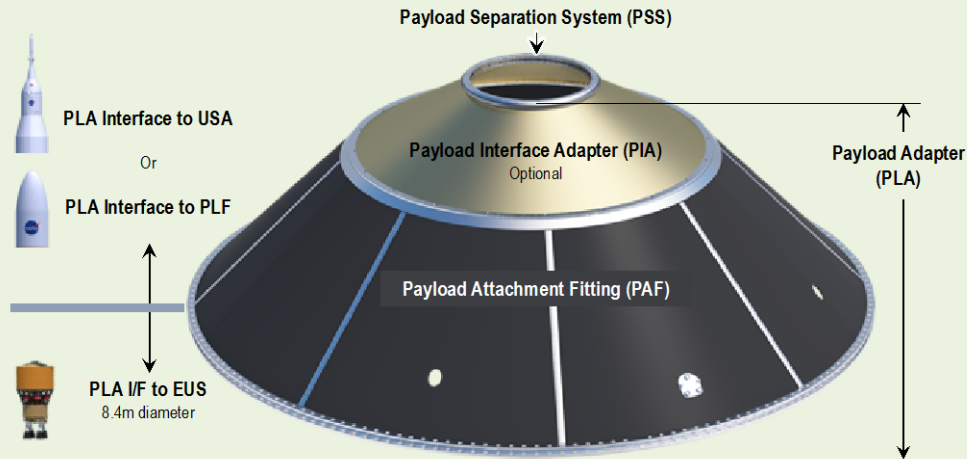 Payload Separation System (PSS)
PLA Interface to USA
Or
PLA Interface to PLF
Payload Interface Adapter (PIA)
Optional
Payload Adapter
(PLA)
Payload Attachment Fitting (PAF)
PLA I/F to EUS
8.4m diameter